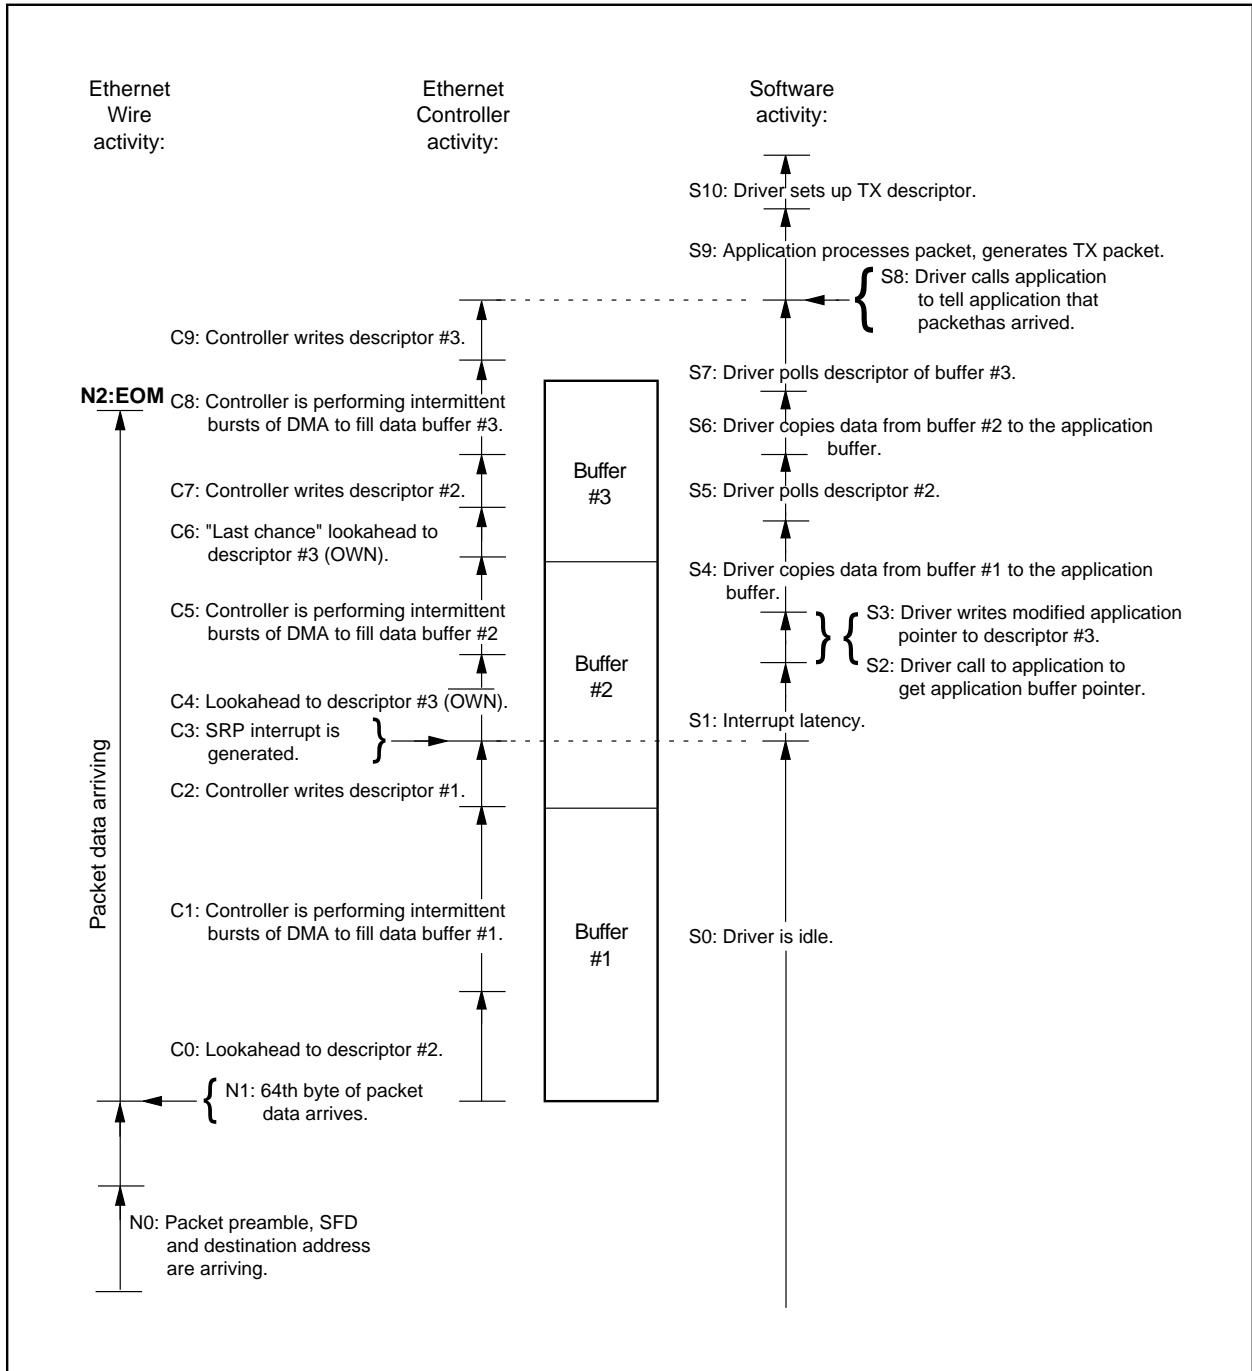 Ethernet
Wire
activity:
Ethernet
Controller
activity:
Software
activity:
S10: Driver sets up TX descriptor.
S9: Application processes packet, generates TX packet.
S8: Driver calls application
to tell application that
packethas arrived.
C9: Controller writes descriptor #3.
S7: Driver polls descriptor of buffer #3.
N2:EOM
C8: Controller is performing intermittent
bursts of DMA to fill data buffer #3.
S6: Driver copies data from buffer #2 to the application
buffer.
Buffer
#3
C7: Controller writes descriptor #2.
S5: Driver polls descriptor #2.
C6: "Last chance" lookahead to
descriptor #3 (OWN).
S4: Driver copies data from buffer #1 to the application
buffer.
C5: Controller is performing intermittent
bursts of DMA to fill data buffer #2
S3: Driver writes modified application
pointer to descriptor #3.
Buffer
#2
S2: Driver call to application to
get application buffer pointer.
C4: Lookahead to descriptor #3 (OWN).
S1: Interrupt latency.
C3: SRP interrupt is
generated.
C2: Controller writes descriptor #1.
Packet data arriving
C1: Controller is performing intermittent
bursts of DMA to fill data buffer #1.
Buffer
#1
S0: Driver is idle.
C0: Lookahead to descriptor #2.
N1: 64th byte of packet
data arrives.
N0: Packet preamble, SFD
and destination address
are arriving.